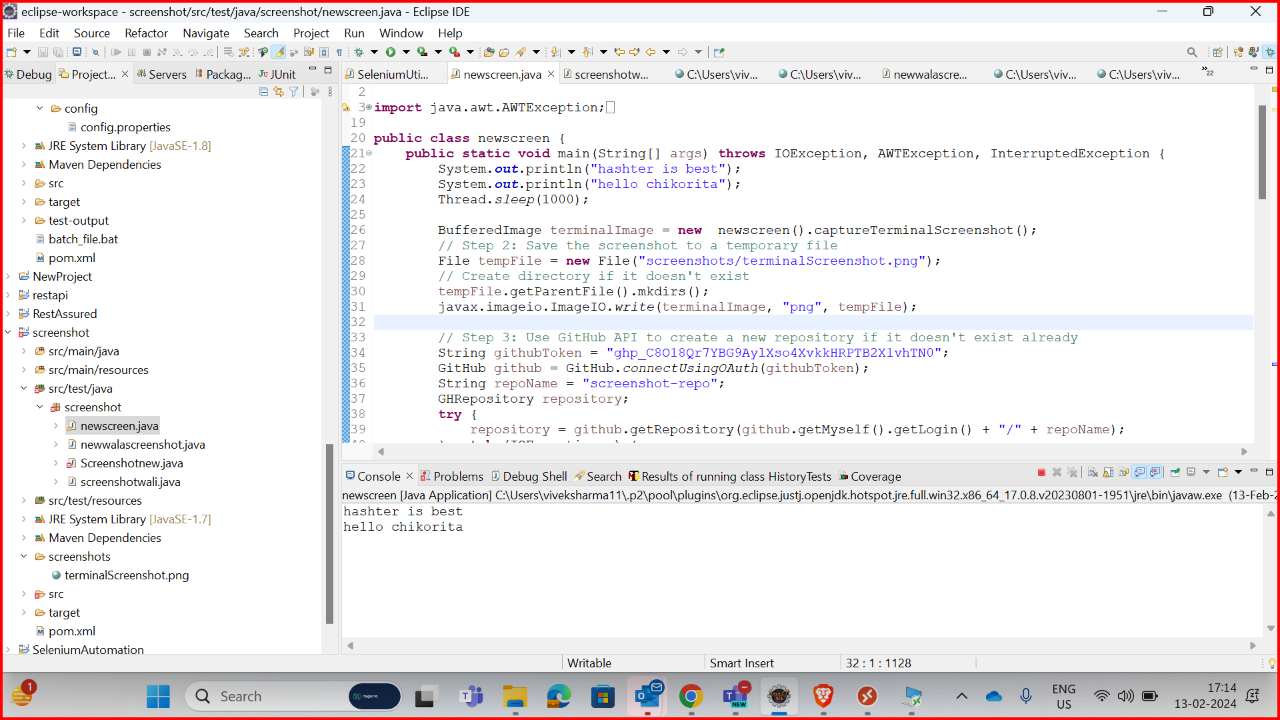 eclipse-workspace - screenshot/src/test/java/screenshot/newscreen.java - Eclipse IDE
File Edit Source Refactor Navigate Search Project Run Window Help
Debug Project... Servers Packag... JUnit
SeleniumUti... newscreen.java screenshotw... C:\Users\viv... C:\Users\viv... newwalascre... C:\Users\viv... C:\Users\viv... »22
config
config.properties
JRE System Library [JavaSE-1.8]
Maven Dependencies
src
target
test-output
batch_file.bat
pom.xml
NewProject
restapi
RestAssured
screenshot
src/main/java
src/main/resources
src/test/java
screenshot
newscreen.java
newwalascreenshot.java
Screenshotnew.java
screenshotwali.java
src/test/resources
JRE System Library [JavaSE-1.7]
Maven Dependencies
screenshots
terminalScreenshot.png
src
target
pom.xml
SeleniumAutomation
2
3 import java.awt.AWTException;
19
20 public class newscreen {
21 public static void main(String[] args) throws IOException, AWTException, InterruptedException {
22 System.out.println("hashter is best");
23 System.out.println("hello chikorita");
24 Thread.sleep(1000);
25
26 BufferedImage terminalImage = new newscreen().captureTerminalScreenshot();
27 // Step 2: Save the screenshot to a temporary file
28 File tempFile = new File("screenshots/terminalScreenshot.png");
29 // Create directory if it doesn't exist
30 tempFile.getParentFile().mkdirs();
31 javax.imageio.ImageIO.write(terminalImage, "png", tempFile);
32
33 // Step 3: Use GitHub API to create a new repository if it doesn't exist already
34 String githubToken = "ghp_C8Ol8Qr7YBG9AylXso4XvkkHRPTB2X1vhTN0";
35 GitHub github = GitHub.connectUsingOAuth(githubToken);
36 String repoName = "screenshot-repo";
37 GHRepository repository;
38 try {
39 repository = github.getRepository(github.getMyself().getLogin() + "/" + repoName);
Console Problems Debug Shell Search Results of running class HistoryTests Coverage
newscreen [Java Application] C:\Users\viveksharma11\.p2\pool\plugins\org.eclipse.justj.openjdk.hotspot.jre.full.win32.x86_64_17.0.8.v20230801-1951\jre\bin\javaw.exe (13-Feb-2
hashter is best
hello chikorita
Writable Smart Insert 32 : 1 : 1128
1 Search NEW ENG US 17:14 13-02-2024